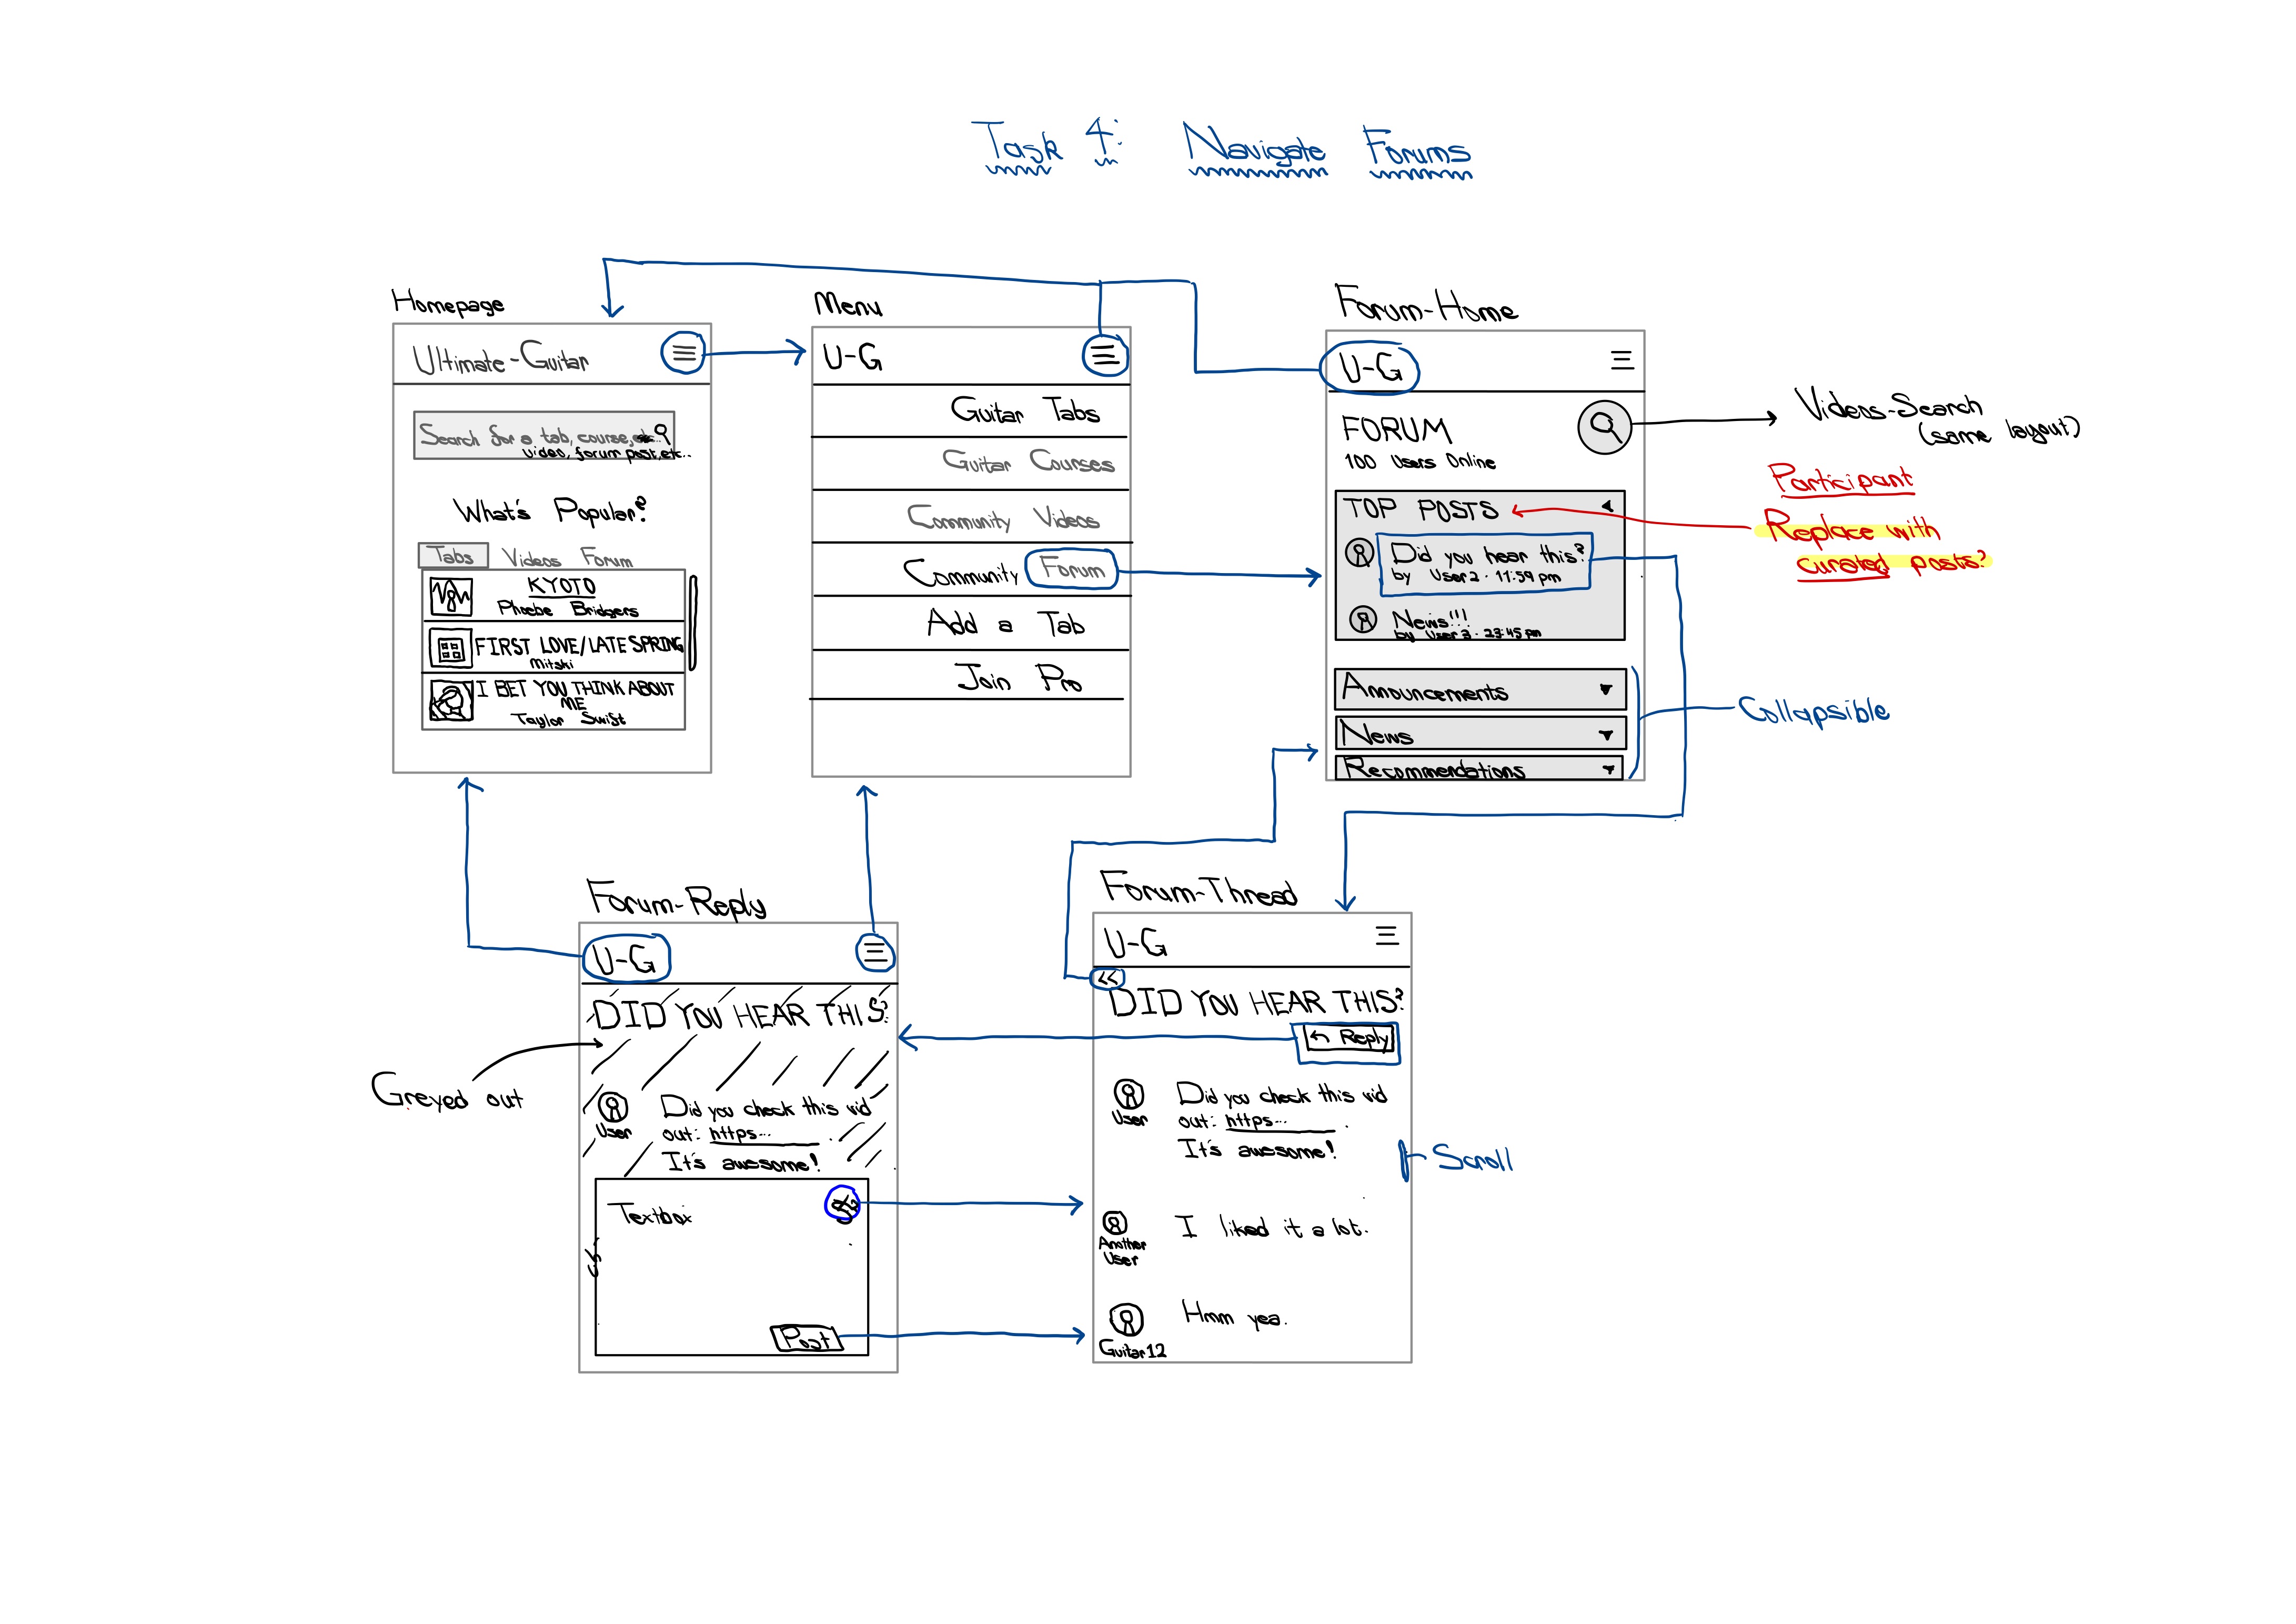 Task 4: Navigate Forums
Homepage
Ultimate-Guitar
Search for a tab, course,
video, forum post, etc..
What's Popular?
Tabs Videos Forum
KYOTO
Phoebe Bridgers
FIRST LOVE/LATE SPRING
Mitski
I BET YOU THINK ABOUT
ME
Taylor Swift
Menu
U-G
Guitar Tabs
Guitar Courses
Community Videos
Community Forum
Add a Tab
Join Pro
Forum-Home
U-G
FORUM
100 Users Online
TOP POSTS
Did you hear this?
by User 2 · 11:59 pm
News!!!
by User 3 · 23:45 pm
Announcements
News
Recommendations
Videos-Search
(same layout)
Participant
Replace with
curated posts?
Collapsible
Forum-Reply
U-G
DID YOU HEAR THIS?
Greyed out
User
Did you check this vid
out: https...
It's awesome!
Textbox
Post
Forum-Thread
U-G
<<
DID YOU HEAR THIS?
Reply
User
Did you check this vid
out: https... .
It's awesome!
Scroll
Another
User
I liked it a lot.
Guitar12
Hmm yea.